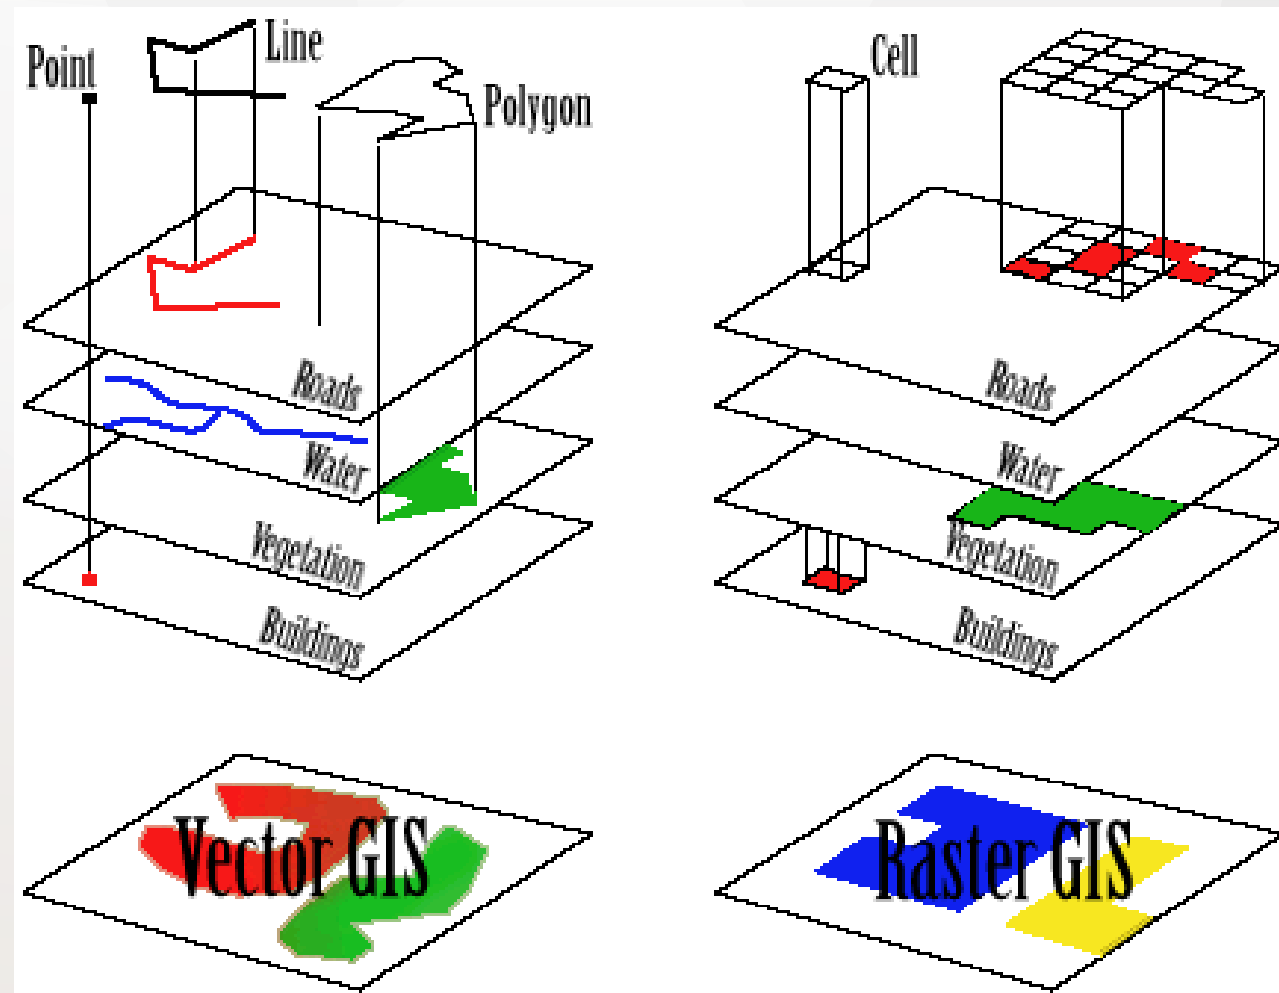 Point
Line
Polygon
Roads
Water
Vegetation
Buildings
Vector GIS
Cell
Roads
Water
Vegetation
Buildings
Raster GIS